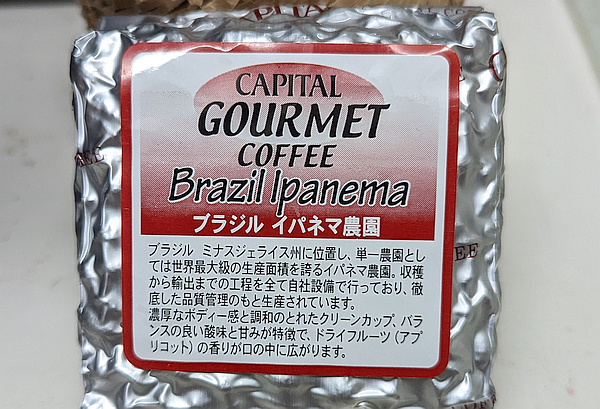 CAPITAL
CAPITAL
GOURMET
COFFEE
Brazil Ipanema
ブラジル イパネマ農園
ブラジル ミナスジェライス州に位置し、単一農園とし
ては世界最大級の生産面積を誇るイパネマ農園。収穫
から輸出までの工程を全て自社設備で行っており、徹
底した品質管理のもと生産されています。
濃厚なボディー感と調和のとれたクリーンカップ。バラ
ンスの良い酸味と甘みが特徴で、ドライフルーツ（アプ
リコット）の香りが口の中に広がります。